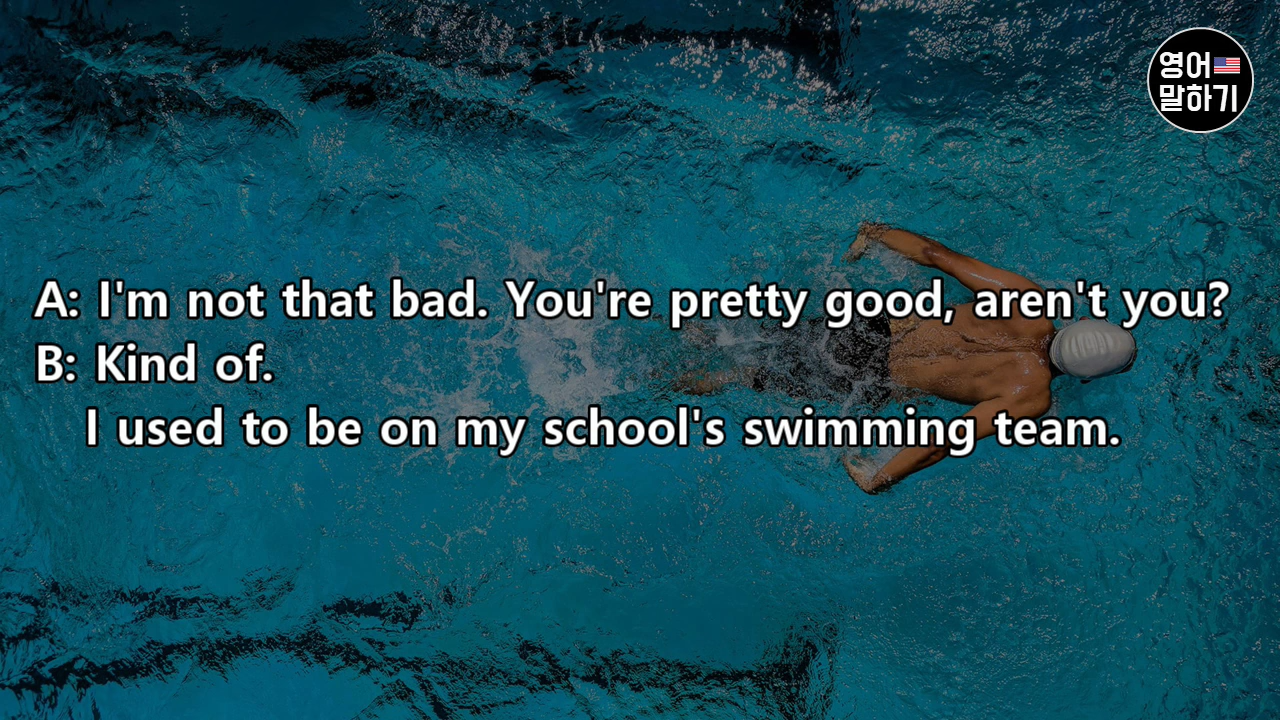 영어
말하기
A: I'm not that bad. You're pretty good, aren't you?
B: Kind of.
I used to be on my school's swimming team.